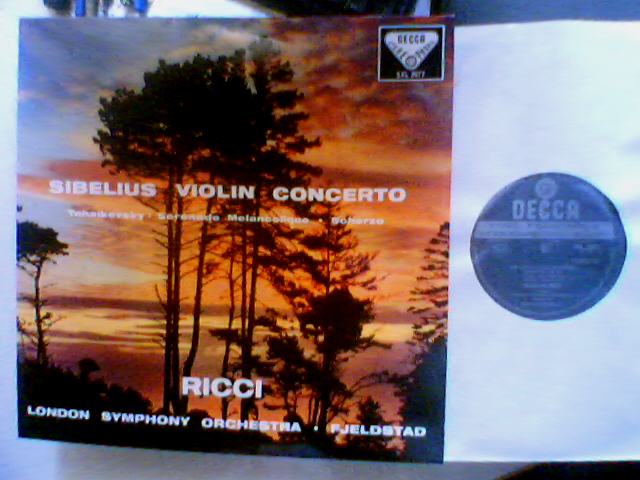 DECCA
SXL 2077
SIBELIUS VIOLIN CONCERTO
Tchaikovsky: Serenade Melancolique • Scherzo
RICCI
LONDON SYMPHONY ORCHESTRA • FJELDSTAD
DECCA